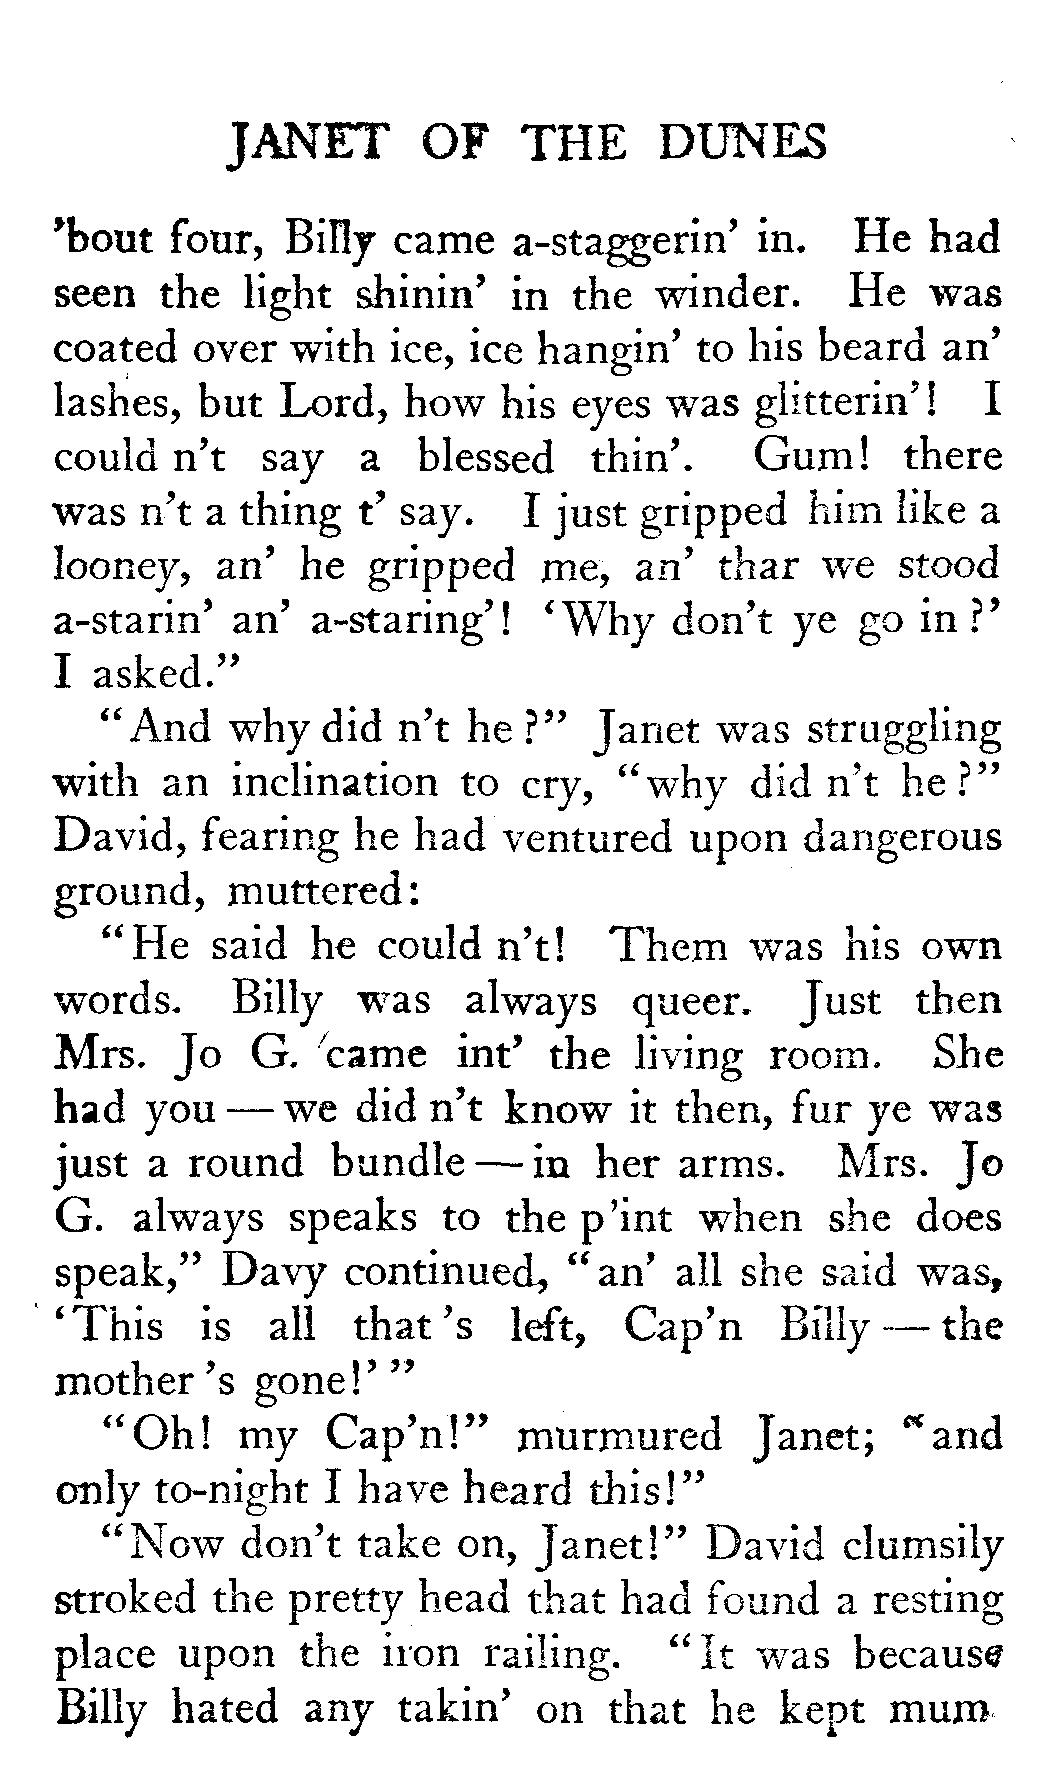 JANET OF THE DUNES
'bout four, Billy came a-staggerin' in. He had
seen the light shinin' in the winder. He was
coated over with ice, ice hangin' to his beard an'
lashes, but Lord, how his eyes was glitterin'! I
could n't say a blessed thin'. Gum! there
was n't a thing t' say. I just gripped him like a
looney, an' he gripped me, an' thar we stood
a-starin' an' a-staring'! 'Why don't ye go in?'
I asked."
"And why did n't he?" Janet was struggling
with an inclination to cry, "why did n't he?"
David, fearing he had ventured upon dangerous
ground, muttered:
"He said he could n't! Them was his own
words. Billy was always queer. Just then
Mrs. Jo G. 'came int' the living room. She
had you — we did n't know it then, fur ye was
just a round bundle — in her arms. Mrs. Jo
G. always speaks to the p'int when she does
speak," Davy continued, "an' all she said was,
'This is all that 's left, Cap'n Billy — the
mother 's gone!' "
"Oh! my Cap'n!" murmured Janet; "and
only to-night I have heard this!"
"Now don't take on, Janet!" David clumsily
stroked the pretty head that had found a resting
place upon the iron railing. "It was because
Billy hated any takin' on that he kept mum